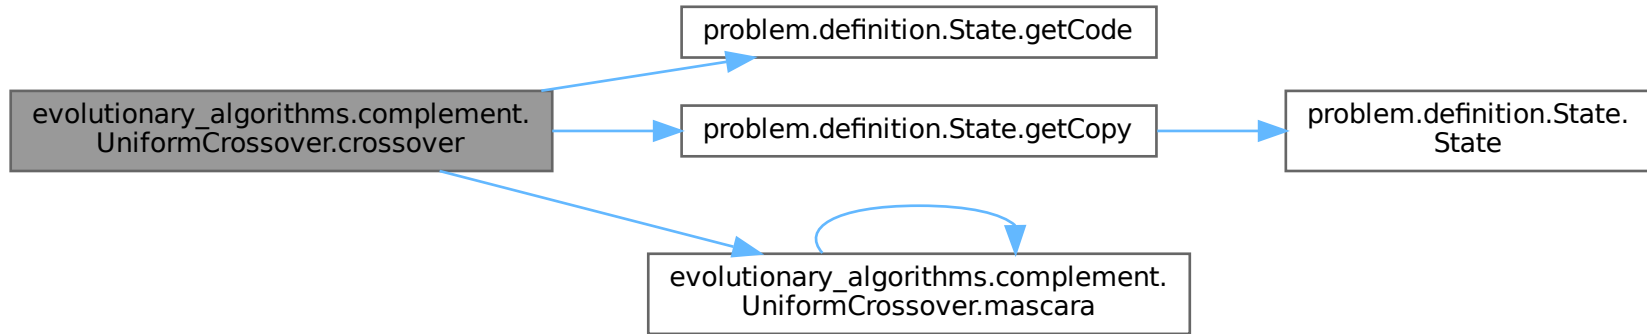 problem.definition.State.getCode
evolutionary_algorithms.complement.
UniformCrossover.crossover
problem.definition.State.getCopy
problem.definition.State.
State
evolutionary_algorithms.complement.
UniformCrossover.mascara